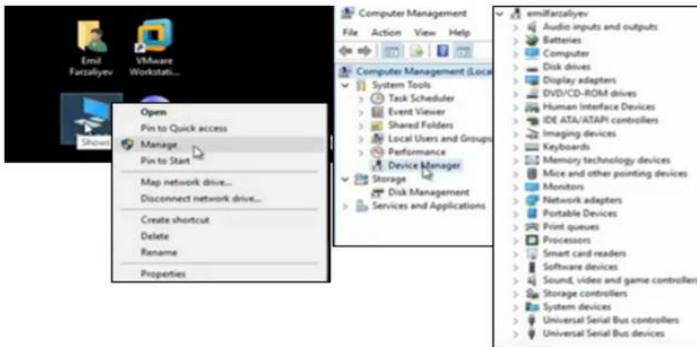 Emil
Farzaliyev
VMware
Workstati...
Shows
Open
Pin to Quick access
Manage
Pin to Start
Map network drive...
Disconnect network drive...
Create shortcut
Delete
Rename
Properties
Computer Management
File Action View Help
Computer Management (Local
System Tools
Task Scheduler
Event Viewer
Shared Folders
Local Users and Groups
Performance
Device Manager
Storage
Disk Management
Services and Applications
emilfarzaliyev
Audio inputs and outputs
Batteries
Computer
Disk drives
Display adapters
DVD/CD-ROM drives
Human Interface Devices
IDE ATA/ATAPI controllers
Imaging devices
Keyboards
Memory technology devices
Mice and other pointing devices
Monitors
Network adapters
Portable Devices
Print queues
Processors
Smart card readers
Software devices
Sound, video and game controllers
Storage controllers
System devices
Universal Serial Bus controllers
Universal Serial Bus devices